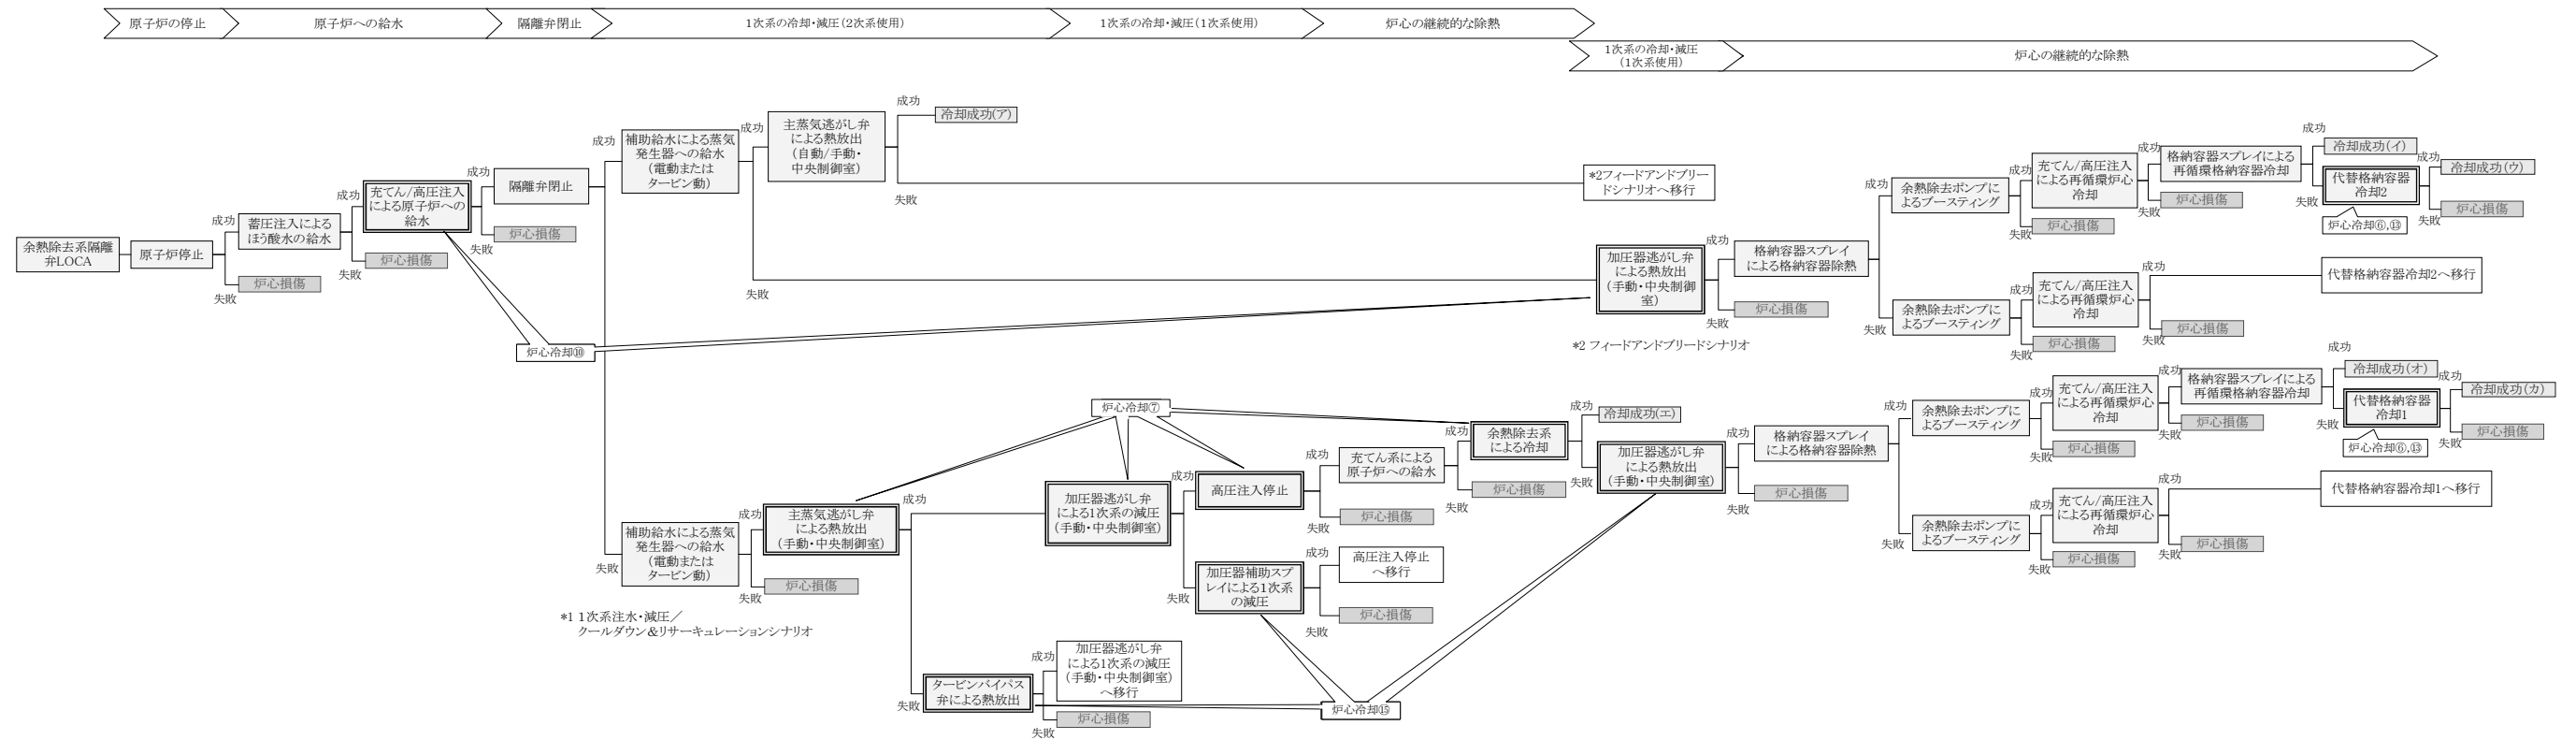 原子炉の停止
原子炉への給水
隔離弁閉止
1次系の冷却・減圧（2次系使用）
1次系の冷却・減圧（1次系使用）
炉心の継続的な除熱
1次系の冷却・減圧
（1次系使用）
炉心の継続的な除熱
余熱除去系隔離
弁LOCA
原子炉停止
成功
失敗
蓄圧注入による
ほう酸水の給水
炉心損傷
成功
失敗
充てん/高圧注入
による原子炉への
給水
炉心損傷
成功
失敗
隔離弁閉止
炉心損傷
炉心冷却⑩
成功
失敗
補助給水による蒸気
発生器への給水
（電動または
タービン動）
成功
失敗
主蒸気逃がし弁
による熱放出
（自動/手動・
中央制御室）
成功
失敗
冷却成功(ア)
*2フィードアンドブリー
ドシナリオへ移行
加圧器逃がし弁
による熱放出
（手動・中央制御
室）
*2 フィードアンドブリードシナリオ
成功
失敗
格納容器スプレイ
による格納容器除熱
炉心損傷
成功
失敗
余熱除去ポンプに
よるブースティング
成功
失敗
充てん/高圧注入
による再循環炉心
冷却
炉心損傷
成功
失敗
格納容器スプレイによる
再循環格納容器冷却
炉心損傷
成功
失敗
冷却成功(イ)
代替格納容器
冷却2
炉心冷却⑥,⑬
成功
失敗
冷却成功(ウ)
炉心損傷
余熱除去ポンプに
よるブースティング
成功
失敗
充てん/高圧注入
による再循環炉心
冷却
炉心損傷
成功
失敗
代替格納容器冷却2へ移行
炉心損傷
補助給水による蒸気
発生器への給水
（電動または
タービン動）
*1 1次系注水・減圧／
クールダウン＆リサーキュレーションシナリオ
成功
失敗
主蒸気逃がし弁
による熱放出
（手動・中央制御室）
炉心損傷
成功
失敗
炉心冷却⑦
加圧器逃がし弁
による1次系の減圧
（手動・中央制御室）
成功
失敗
高圧注入停止
成功
失敗
充てん系による
原子炉への給水
炉心損傷
成功
失敗
余熱除去系
による冷却
炉心損傷
成功
失敗
冷却成功(エ)
加圧器逃がし弁
による熱放出
（手動・中央制御室）
成功
失敗
格納容器スプレイ
による格納容器除熱
炉心損傷
成功
失敗
余熱除去ポンプに
よるブースティング
成功
失敗
充てん/高圧注入
による再循環炉心
冷却
炉心損傷
成功
失敗
格納容器スプレイによる
再循環格納容器冷却
炉心損傷
成功
失敗
冷却成功(オ)
代替格納容器
冷却1
炉心冷却⑥,⑬
成功
失敗
冷却成功(カ)
炉心損傷
余熱除去ポンプに
よるブースティング
成功
失敗
充てん/高圧注入
による再循環炉心
冷却
炉心損傷
成功
失敗
代替格納容器冷却1へ移行
炉心損傷
加圧器補助スプ
レイによる1次系
の減圧
成功
失敗
高圧注入停止
へ移行
炉心損傷
タービンバイパス
弁による熱放出
成功
失敗
加圧器逃がし弁
による1次系の減圧
（手動・中央制御室）
へ移行
炉心損傷
炉心冷却⑮